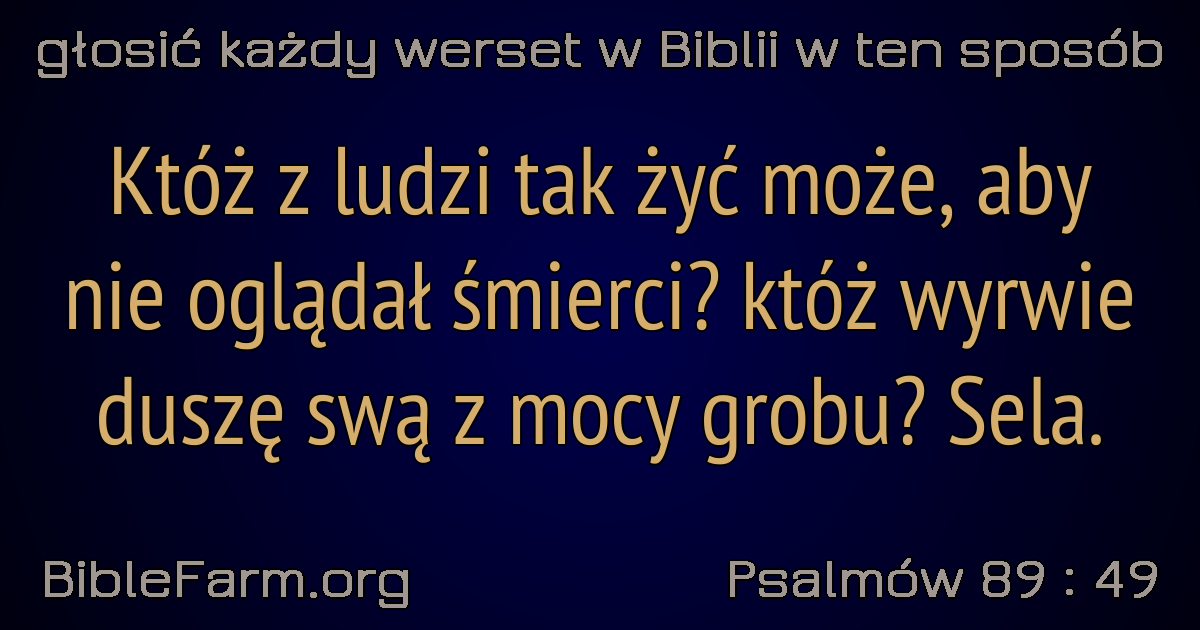 głosić każdy werset w Biblii w ten sposób
Któż z ludzi tak żyć może, aby
nie oglądał śmierci? któż wyrwie
duszę swą z mocy grobu? Sela.
BibleFarm.org
Psalmów 89 : 49